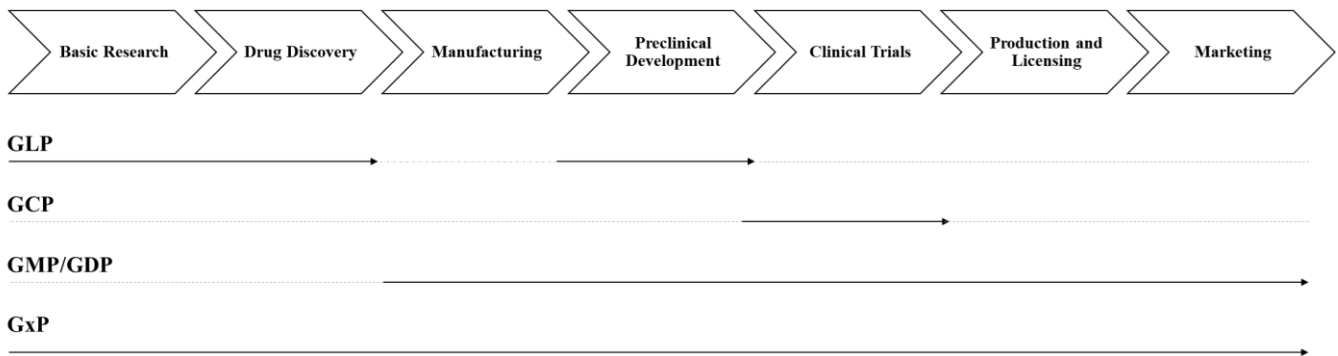 Basic Research
Drug Discovery
Manufacturing
Preclinical
Development
Clinical Trials
Production and
Licensing
Marketing
GLP
GCP
GMP/GDP
GxP